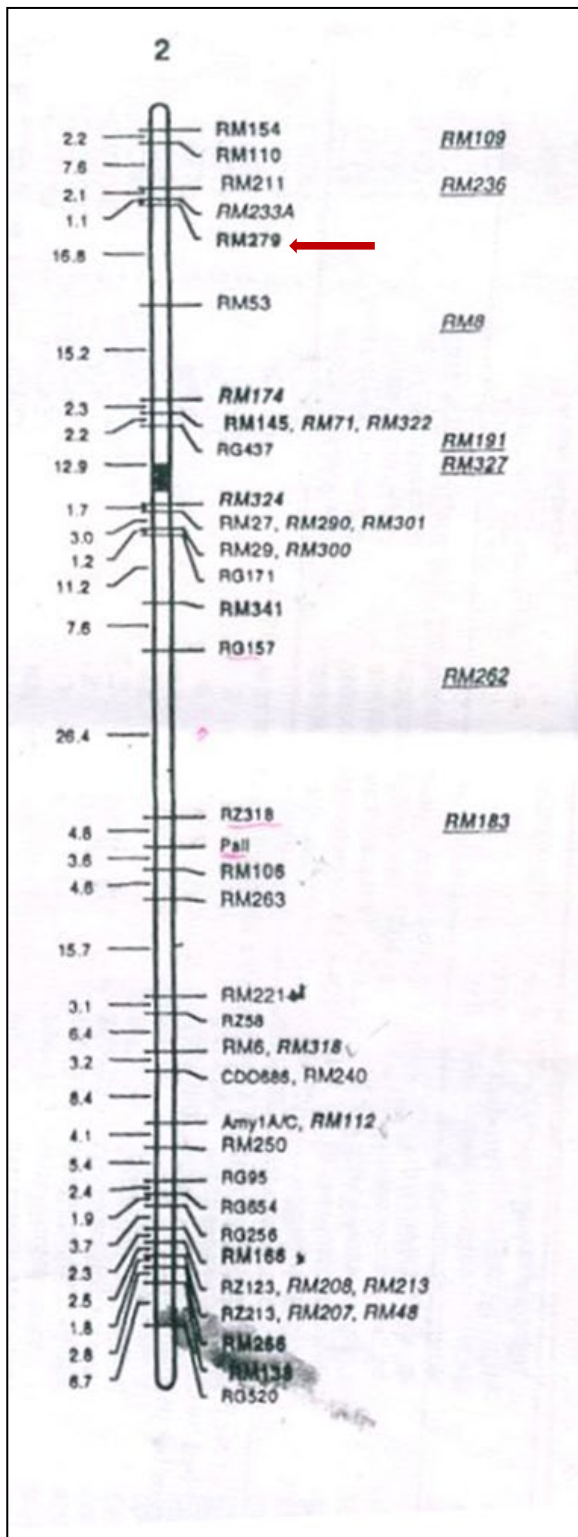 2
RM154
2.2
RM109
RM110
7.6
RM211
RM236
2.1
RM233A
1.1
RM279
16.8
RM53
RM8
15.2
RM174
2.3
RM145, RM71, RM322
2.2
RM191
RG437
12.9
RM327
RM324
1.7
RM27, RM290, RM301
3.0
RM29, RM300
1.2
RG171
11.2
RM341
7.6
RG157
RM262
26.4
RZ318
RM183
4.8
Pall
3.6
RM106
4.6
RM263
15.7
RM221
3.1
RZ58
6.4
RM6, RM318
3.2
CDO686, RM240
8.4
Amy1A/C, RM112
4.1
RM250
5.4
RG95
2.4
RG654
1.9
RG256
3.7
RM166
2.3
RZ123, RM208, RM213
2.5
RZ213, RM207, RM48
1.8
RM266
2.8
RM138
6.7
RG520